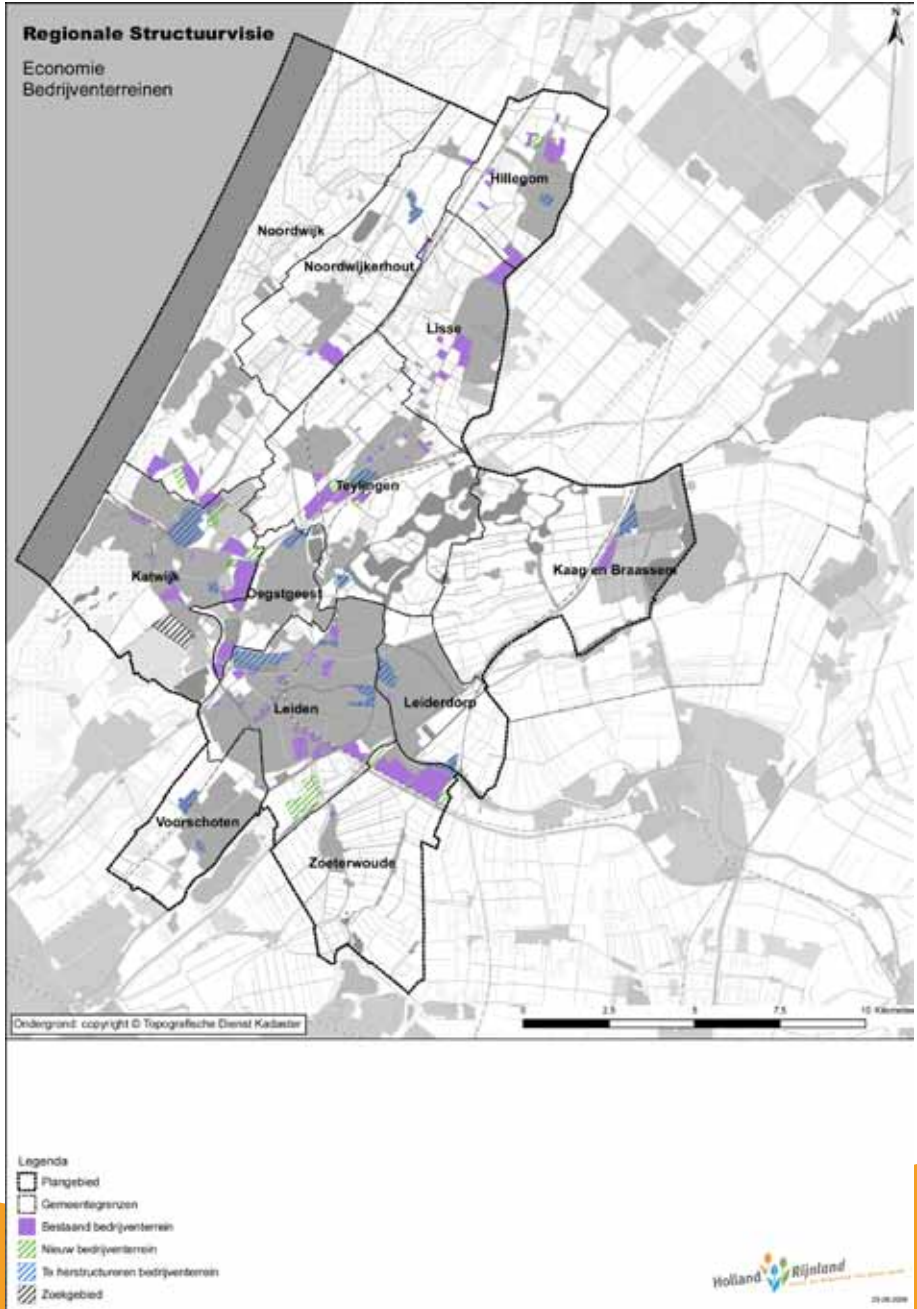 Regionale Structuurvisie
Economie
Bedrijventerreinen
N
Hillegom
Noordwijk
Noordwijkerhout
Lisse
Teylingen
Kaag en Braassem
Katwijk
Oegstgeest
Leiden
Leiderdorp
Voorschoten
Zoeterwoude
Ondergrond: copyright © Topografische Dienst Kadaster
0 2.5 5 7.5 10 Kilometer
Legenda
Plangebied
Gemeentegrenzen
Bestaand bedrijventerrein
Nieuw bedrijventerrein
Te herstructureren bedrijventerrein
Zoekgebied
Holland Rijnland